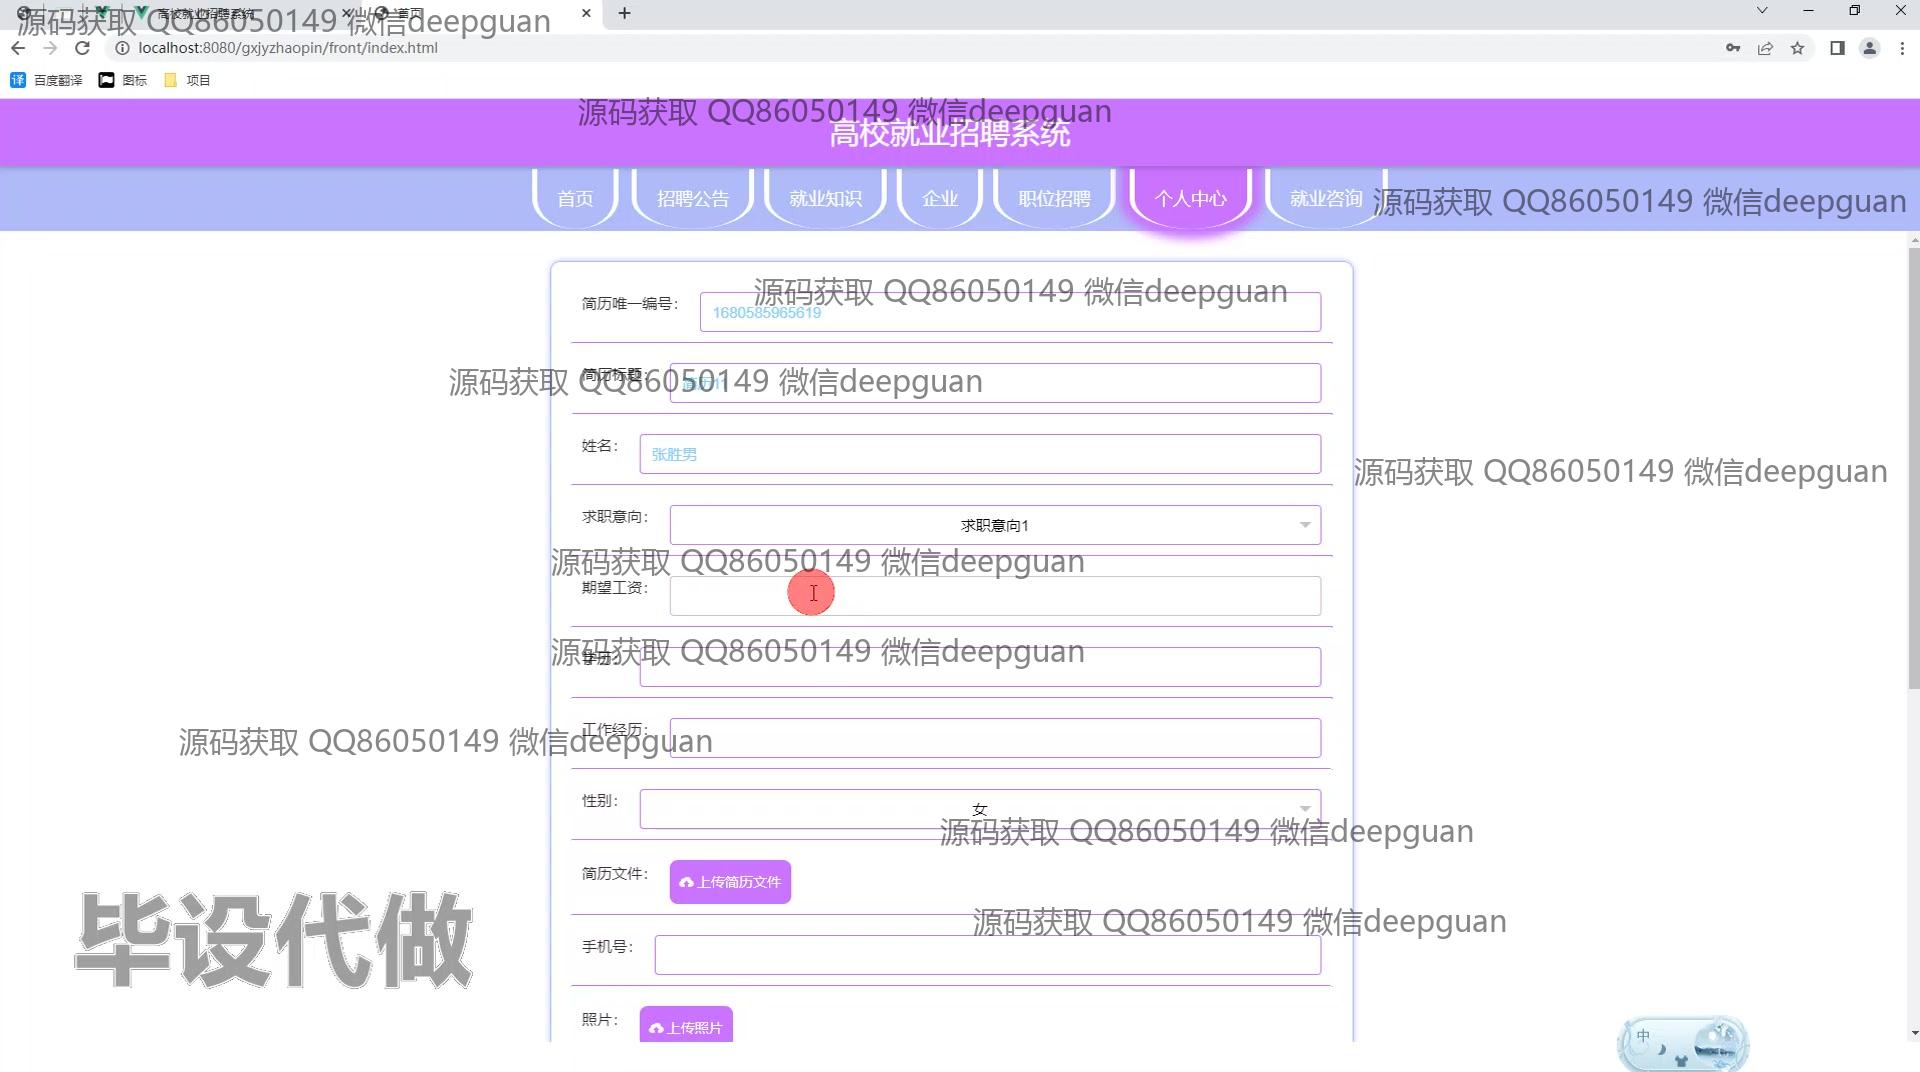 高校就业招聘系统
首页
源码获取 QQ86050149 微信deepguan
localhost:8080/gxjyzhaopin/front/index.html
百度翻译
图标
项目
源码获取 QQ86050149 微信deepguan
高校就业招聘系统
首页
招聘公告
就业知识
企业
职位招聘
个人中心
就业咨询
源码获取 QQ86050149 微信deepguan
源码获取 QQ86050149 微信deepguan
简历唯一编号：
1680585965619
源码获取 QQ86050149 微信deepguan
简历标题：
姓名：
张胜男
源码获取 QQ86050149 微信deepguan
求职意向：
求职意向1
源码获取 QQ86050149 微信deepguan
期望工资：
源码获取 QQ86050149 微信deepguan
学历：
工作经历：
源码获取 QQ86050149 微信deepguan
性别：
女
源码获取 QQ86050149 微信deepguan
简历文件：
上传简历文件
源码获取 QQ86050149 微信deepguan
手机号：
毕设代做
照片：
上传照片
中